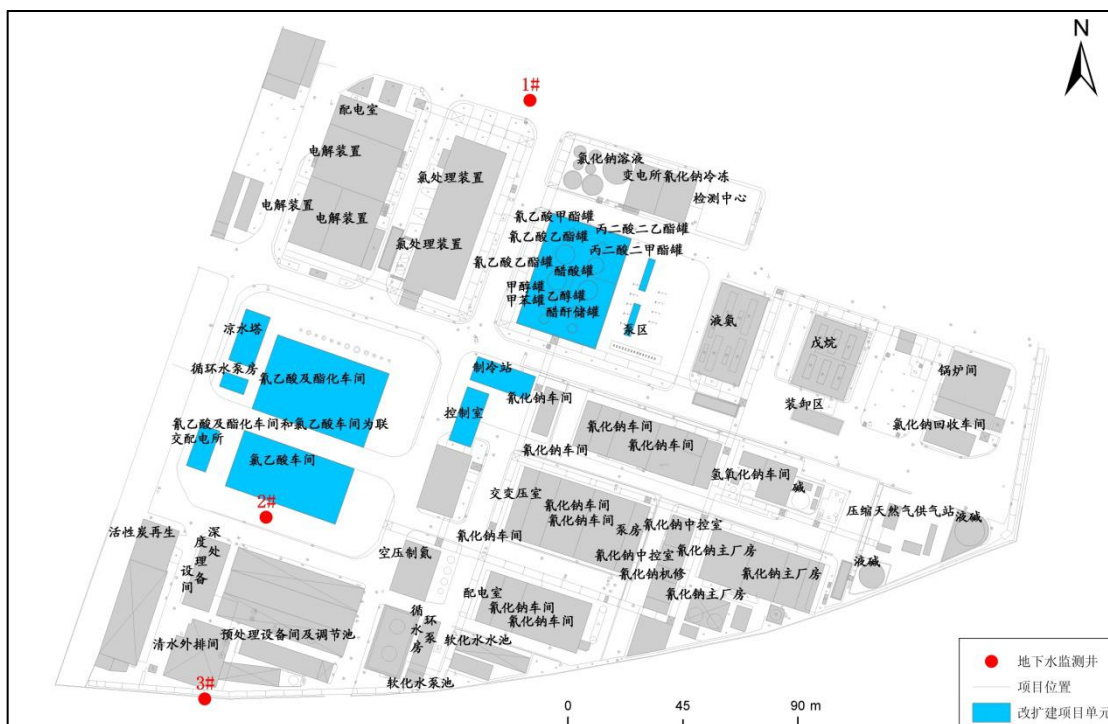 N
1#
配电室
电解装置
氯处理装置
氯化钠溶液
变电所
氰化钠冷冻
检测中心
电解装置
电解装置
氯处理装置
氰乙酸甲酯罐
氰乙酸乙酯罐
丙二酸二乙酯罐
丙二酸二甲酯罐
氰乙酸乙酯罐
醋酸罐
甲醇罐
甲苯罐
乙醇罐
醋酐储罐
泵区
液氨
戊烷
锅炉间
凉水塔
循环水泵房
氰乙酸及酯化车间
制冷站
氰化钠车间
控制室
装卸区
氯化钠回收车间
氰乙酸及酯化车间和氯乙酸车间为联
交配电所
氯乙酸车间
氰化钠车间
氰化钠车间
氰化钠车间
氢氧化钠车间
碱
2#
交变压室
氰化钠车间
氰化钠车间
泵房
氰化钠中控室
压缩天然气供气站
液碱
活性炭再生
深度处理设备间
空压制氮
氰化钠车间
氰化钠中控室
氰化钠主厂房
氰化钠机修
氰化钠主厂房
液碱
氰化钠主厂房
配电室
氰化钠车间
氰化钠车间
循环水泵房
预处理设备间及调节池
清水外排间
软化水水池
软化水泵池
3#
0 45 90 m
地下水监测井
项目位置
改扩建项目单元